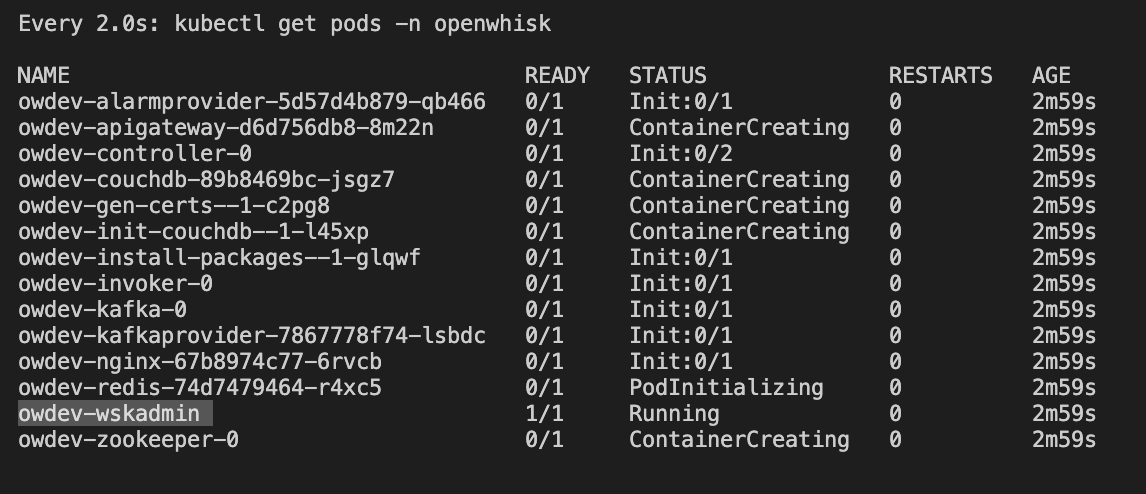 Every 2.0s: kubectl get pods -n openwhisk
NAME READY STATUS RESTARTS AGE
owdev-alarmprovider-5d57d4b879-qb466 0/1 Init:0/1 0 2m59s
owdev-apigateway-d6d756db8-8m22n 0/1 ContainerCreating 0 2m59s
owdev-controller-0 0/1 Init:0/2 0 2m59s
owdev-couchdb-89b8469bc-jsgz7 0/1 ContainerCreating 0 2m59s
owdev-gen-certs--1-c2pg8 0/1 ContainerCreating 0 2m59s
owdev-init-couchdb--1-l45xp 0/1 ContainerCreating 0 2m59s
owdev-install-packages--1-glqwf 0/1 Init:0/1 0 2m59s
owdev-invoker-0 0/1 Init:0/1 0 2m59s
owdev-kafka-0 0/1 Init:0/1 0 2m59s
owdev-kafkaprovider-7867778f74-lsbdc 0/1 Init:0/1 0 2m59s
owdev-nginx-67b8974c77-6rvcb 0/1 Init:0/1 0 2m59s
owdev-redis-74d7479464-r4xc5 0/1 PodInitializing 0 2m59s
owdev-wskadmin 1/1 Running 0 2m59s
owdev-zookeeper-0 0/1 ContainerCreating 0 2m59s